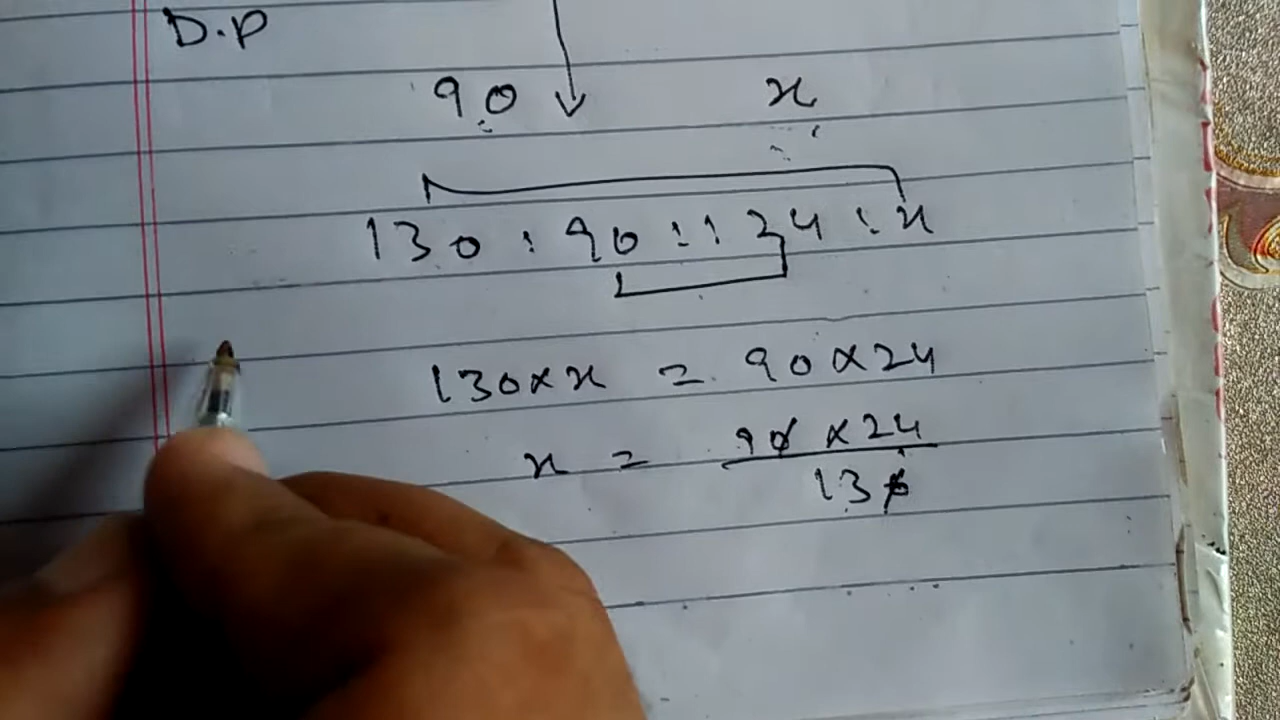 D.P
90 x
130 : 90 :: 24 : x
130 × x = 90 × 24
x = 90 × 24
130